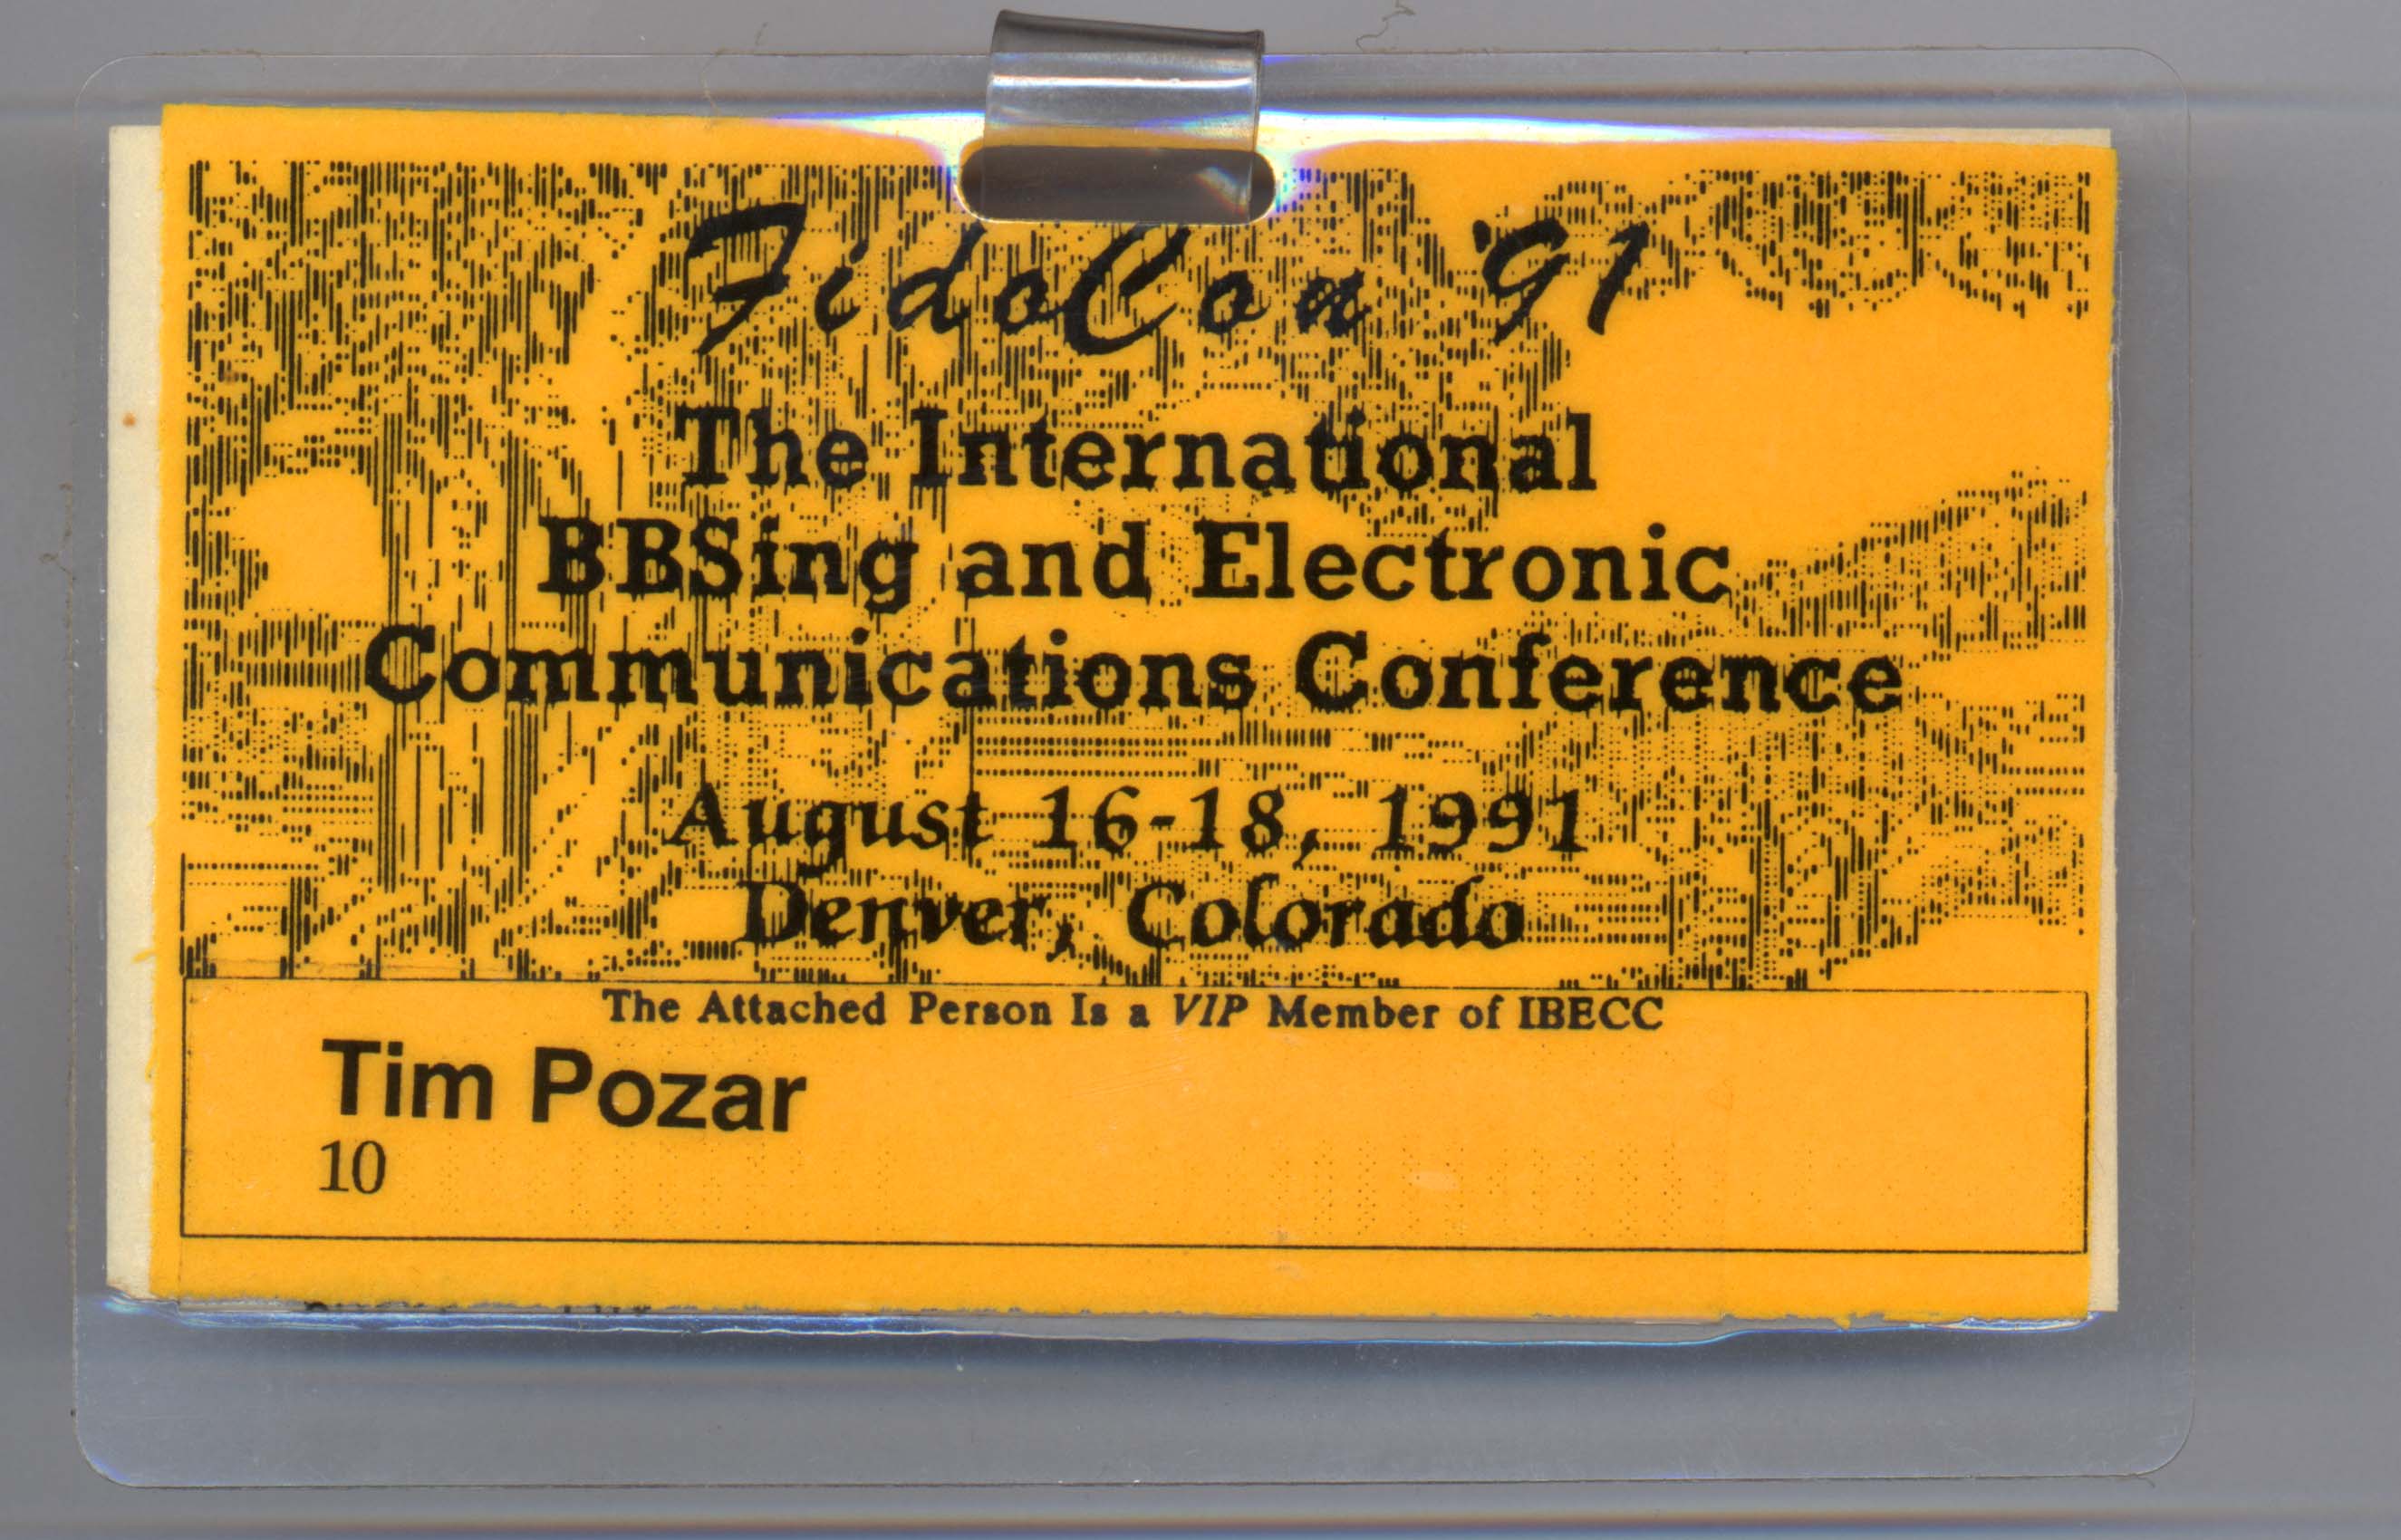 FidoCon '91
The International
BBSing and Electronic
Communications Conference
August 16-18, 1991
Denver, Colorado
The Attached Person Is a VIP Member of IBECC
Tim Pozar
10